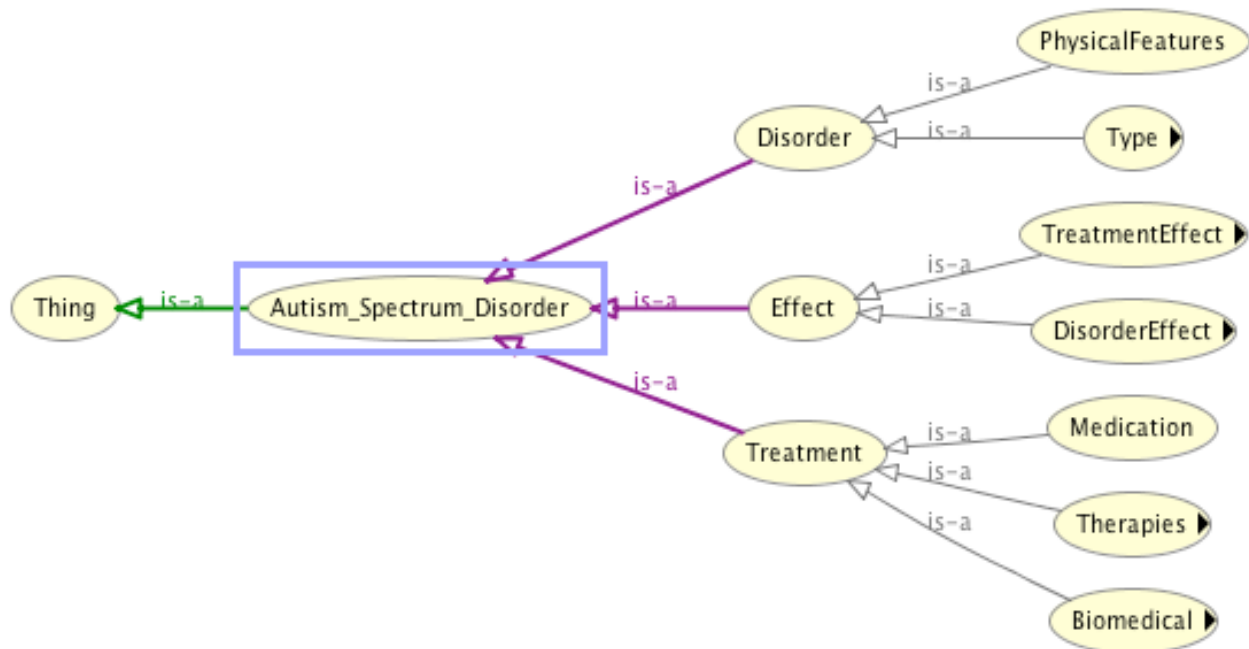 PhysicalFeatures
is-a
Disorder
is-a
Type
is-a
TreatmentEffect
is-a
Thing
is-a
Autism_Spectrum_Disorder
is-a
Effect
is-a
DisorderEffect
is-a
Medication
is-a
Treatment
is-a
Therapies
is-a
Biomedical
is-a